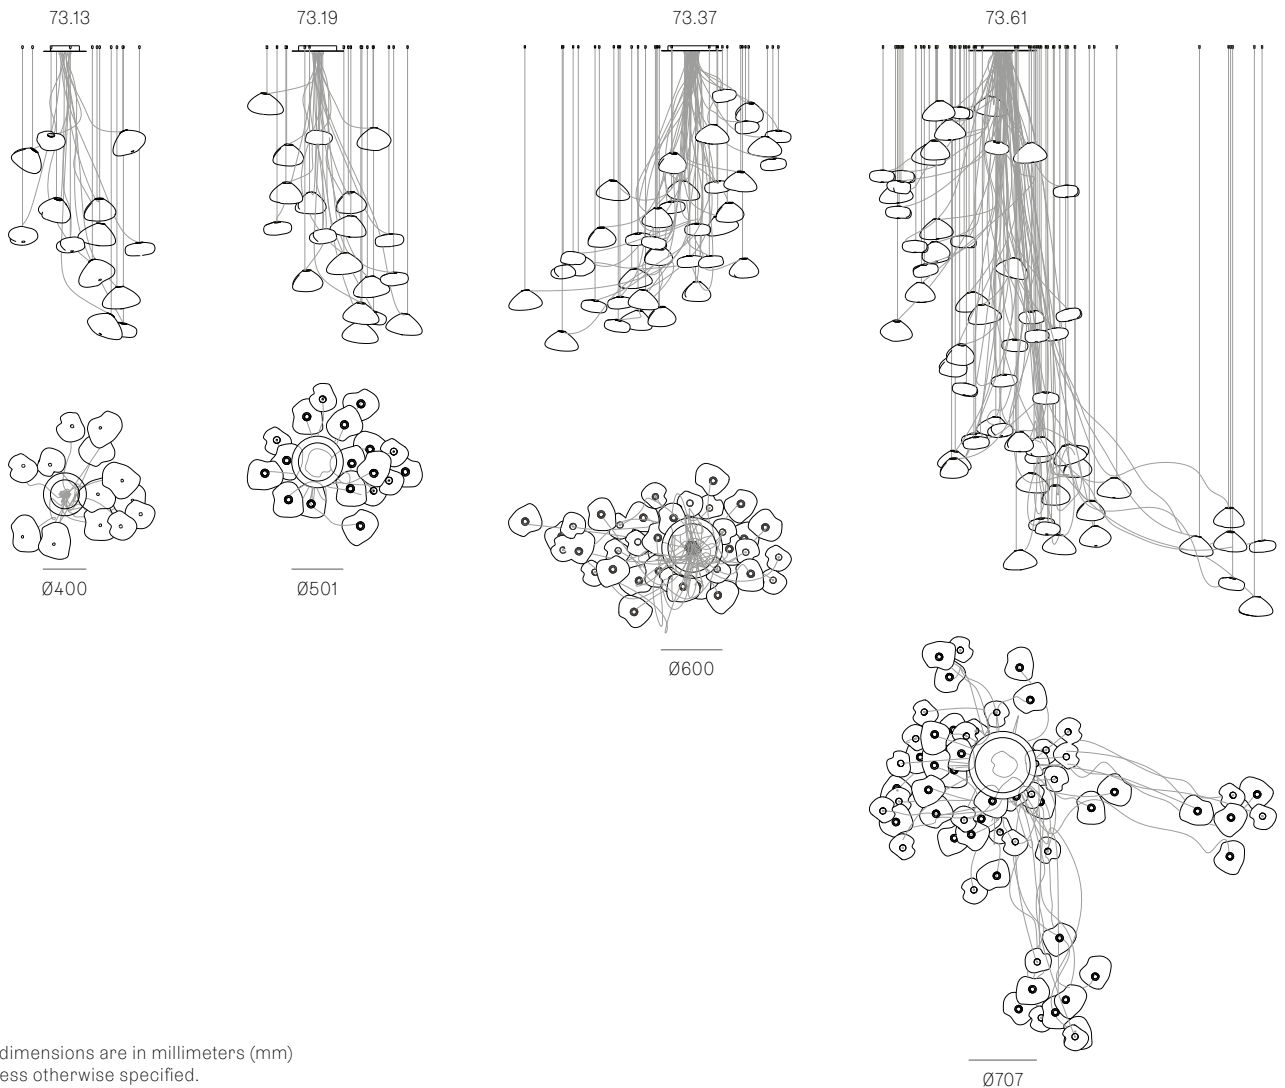 73.13
73.19
73.37
73.61
Ø400
Ø501
Ø600
Ø707
dimensions are in millimeters (mm)
ess otherwise specified.